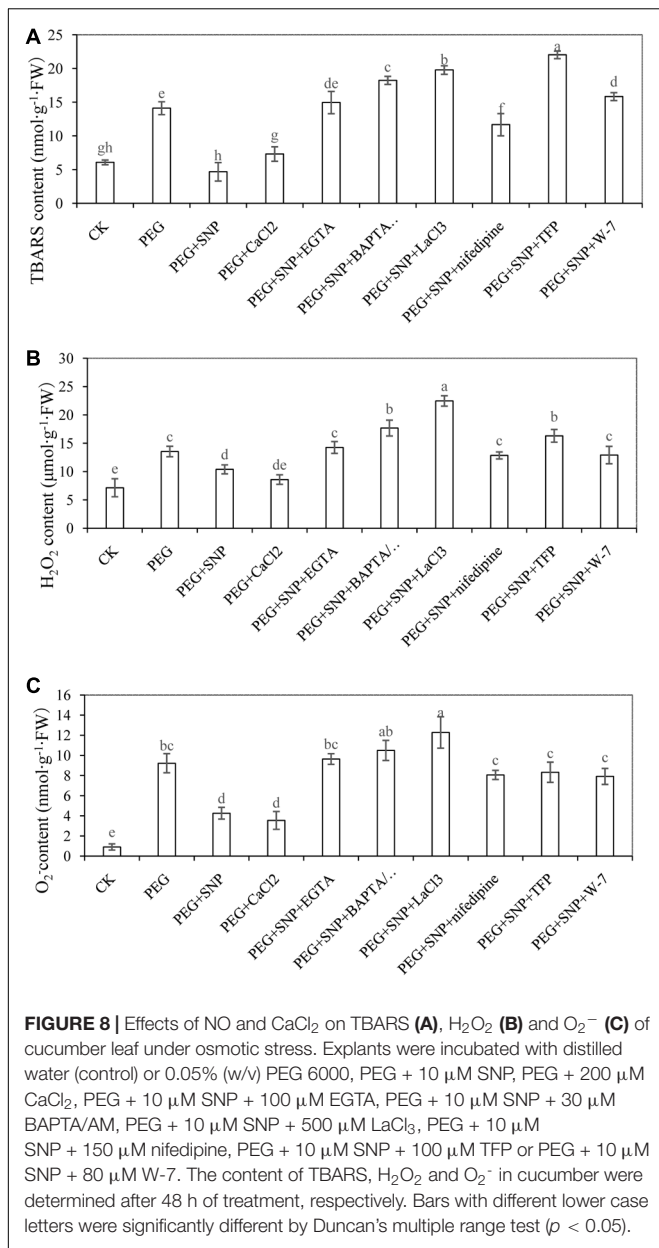 A
TBARS content (nmol·g⁻¹·FW)
25
20
15
10
5
0
gh
e
h
g
de
c
b
f
a
d
CK
PEG
PEG+SNP
PEG+CaCl2
PEG+SNP+EGTA
PEG+SNP+BAPTA..
PEG+SNP+LaCl3
PEG+SNP+nifedipine
PEG+SNP+TFP
PEG+SNP+W-7
B
H₂O₂ content (μmol·g⁻¹·FW)
30
25
20
15
10
5
0
e
c
d
de
c
b
a
c
b
c
CK
PEG
PEG+SNP
PEG+CaCl2
PEG+SNP+EGTA
PEG+SNP+BAPTA/..
PEG+SNP+LaCl3
PEG+SNP+nifedipine
PEG+SNP+TFP
PEG+SNP+W-7
C
O₂⁻content (nmol·g⁻¹·FW)
16
14
12
10
8
6
4
2
0
e
bc
d
d
bc
ab
a
c
c
c
CK
PEG
PEG+SNP
PEG+CaCl2
PEG+SNP+EGTA
PEG+SNP+BAPTA/..
PEG+SNP+LaCl3
PEG+SNP+nifedipine
PEG+SNP+TFP
PEG+SNP+W-7
FIGURE 8 | Effects of NO and CaCl₂ on TBARS (A), H₂O₂ (B) and O₂⁻ (C) of
cucumber leaf under osmotic stress. Explants were incubated with distilled
water (control) or 0.05% (w/v) PEG 6000, PEG + 10 μM SNP, PEG + 200 μM
CaCl₂, PEG + 10 μM SNP + 100 μM EGTA, PEG + 10 μM SNP + 30 μM
BAPTA/AM, PEG + 10 μM SNP + 500 μM LaCl₃, PEG + 10 μM
SNP + 150 μM nifedipine, PEG + 10 μM SNP + 100 μM TFP or PEG + 10 μM
SNP + 80 μM W-7. The content of TBARS, H₂O₂ and O₂⁻ in cucumber were
determined after 48 h of treatment, respectively. Bars with different lower case
letters were significantly different by Duncan's multiple range test (p < 0.05).